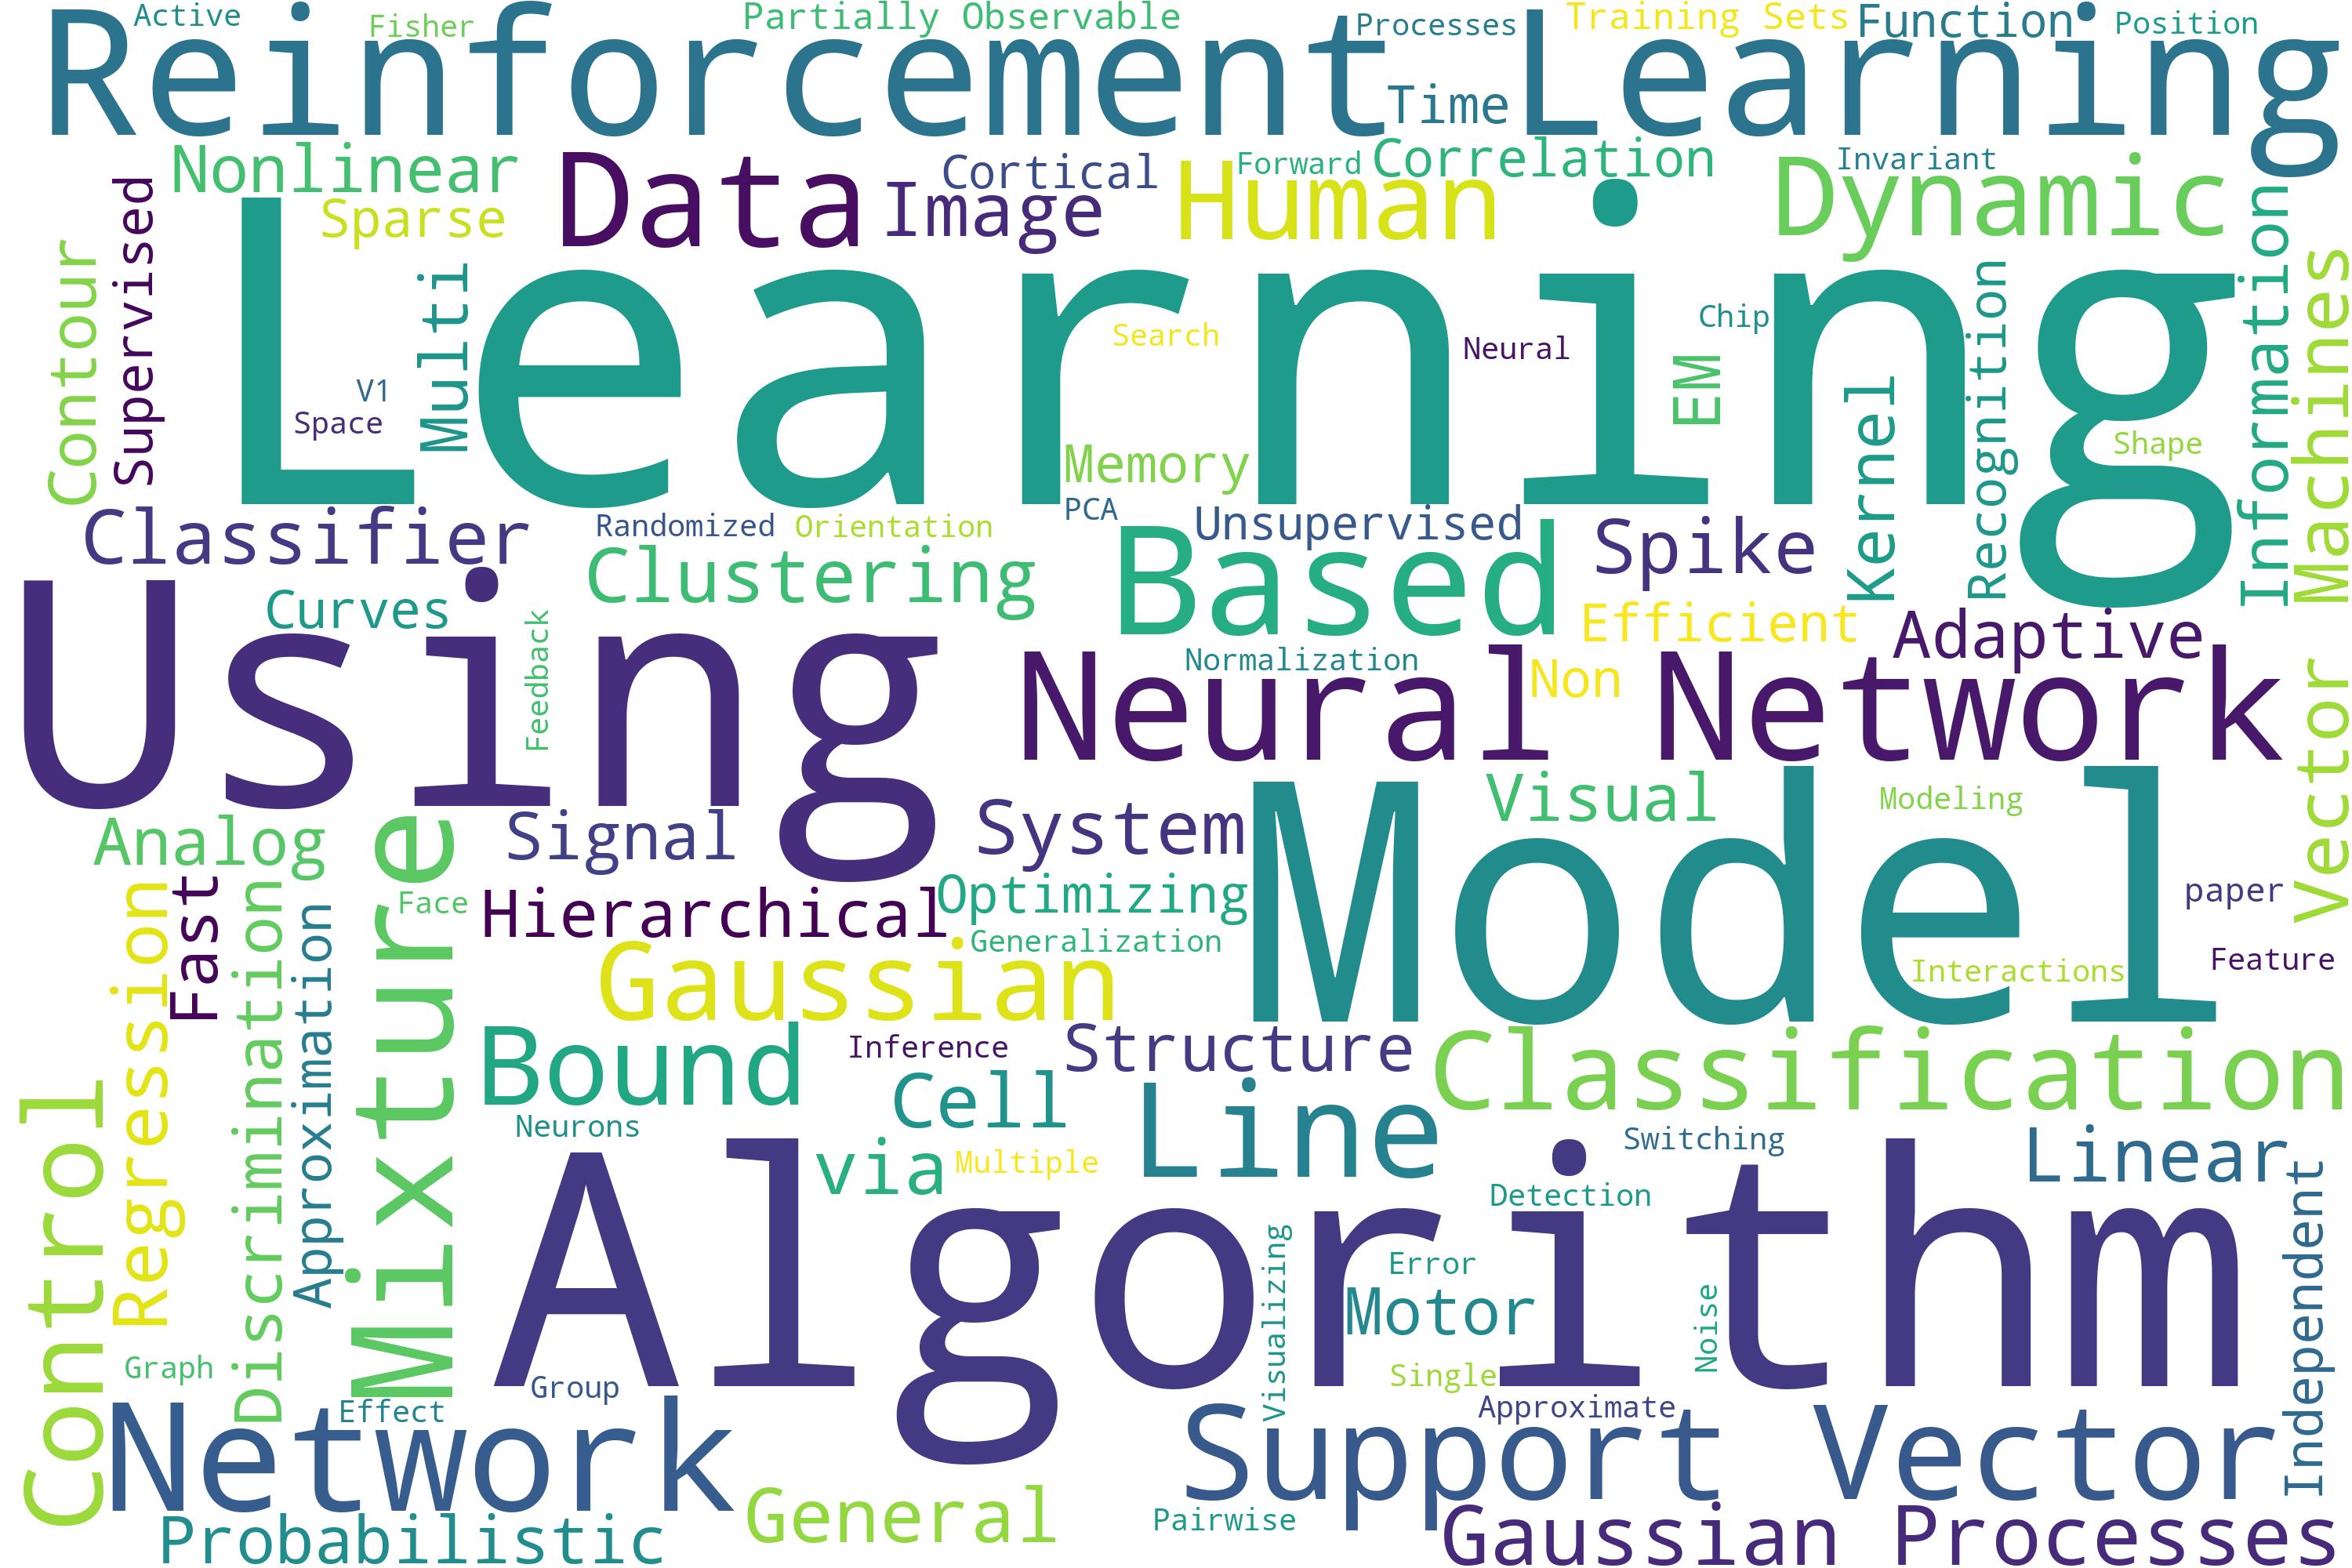 Active
Fisher
Partially Observable
Processes
Training Sets
Function
Position
Reinforcement Learning
Time
Nonlinear
Data
Cortical
Forward
Correlation
Invariant
Dynamic
Supervised
Sparse
Image
Human
Information
Contour
Multi
Learning
Search
Neural
Chip
EM
Recognition
Machines
V1
Space
Kernel
Memory
Shape
PCA
Classifier
Randomized
Orientation
Unsupervised
Clustering
Based
Spike
Curves
Efficient
Adaptive
Using
Feedback
Normalization
Non
Neural Network
Vector
Analog
Signal
System
Visual
Modeling
Model
Mixture
Fast
Regression
Discriminationg
Approximation
Face
Hierarchical
Optimizing
paper
Generalization
Gaussian
Interactions
Feature
Bound
Inference
Structure
Classification
Cell
Line
Neurons
via
Multiple
Switching
Linear
Control
Algorithm
Detection
Independent
Visualizing
Error
Motor
Noise
Graph
Group
Single
Effect
Approximate
Network
Support Vector
General
Pairwise
Probabilistic
Gaussian Processes